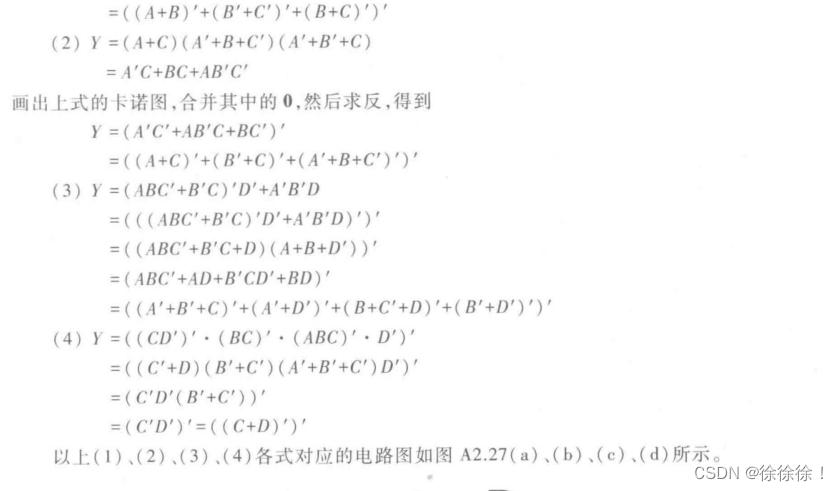 =((A+B)′+(B′+C′)′+(B+C)′)′
(2) Y=(A+C)(A′+B+C′)(A′+B′+C)
=A′C+BC+AB′C′
画出上式的卡诺图,合并其中的0,然后求反,得到
Y=(A′C′+AB′C+BC′)′
=((A+C)′+(B′+C)′+(A′+B+C′)′)′
(3) Y=(ABC′+B′C)′D′+A′B′D
=(((ABC′+B′C)′D′+A′B′D)′)′
=((ABC′+B′C+D)(A+B+D′))′
=(ABC′+AD+B′CD′+BD)′
=((A′+B′+C)′+(A′+D′)′+(B+C′+D)′+(B′+D′)′)′
(4) Y=((CD′)′·(BC)′·(ABC)′·D′)′
=((C′+D)(B′+C′)(A′+B′+C′)D′)′
=(C′D′(B′+C′))′
=(C′D′)′=((C+D)′)′
以上(1)、(2)、(3)、(4)各式对应的电路图如图 A2.27(a)、(b)、(c)、(d)所示。
CSDN @徐徐徐！